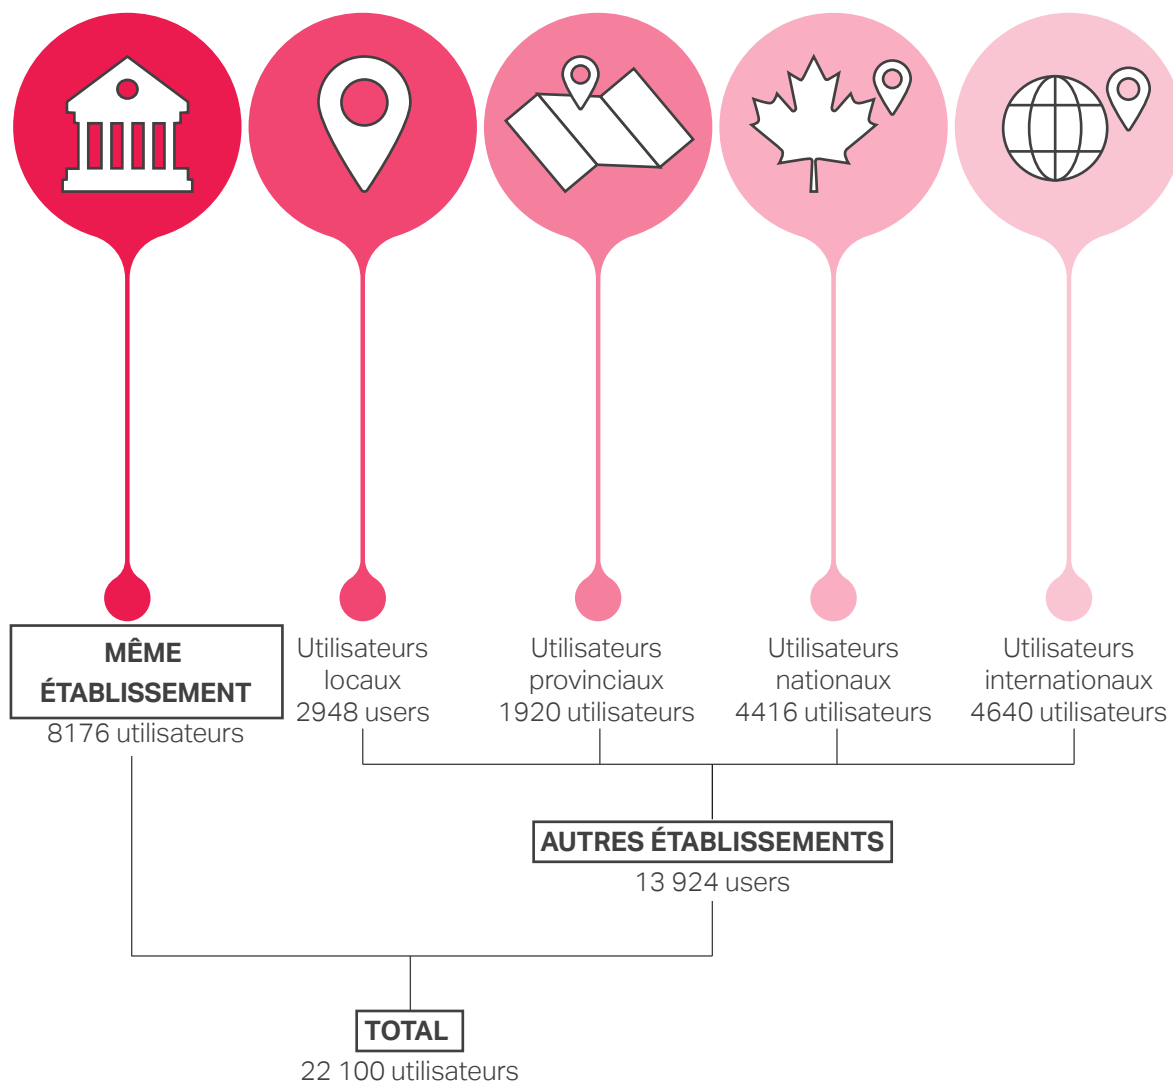 MÊME
ÉTABLISSEMENT
8176 utilisateurs
Utilisateurs
locaux
2948 users
Utilisateurs
provinciaux
1920 utilisateurs
Utilisateurs
nationaux
4416 utilisateurs
Utilisateurs
internationaux
4640 utilisateurs
AUTRES ÉTABLISSEMENTS
13 924 users
TOTAL
22 100 utilisateurs